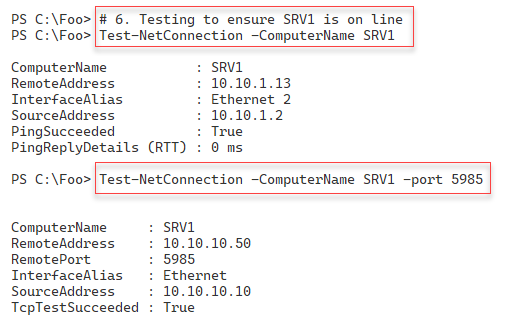 PS C:\Foo> # 6. Testing to ensure SRV1 is on line
PS C:\Foo> Test-NetConnection -ComputerName SRV1
ComputerName : SRV1
RemoteAddress : 10.10.1.13
InterfaceAlias : Ethernet 2
SourceAddress : 10.10.1.2
PingSucceeded : True
PingReplyDetails (RTT) : 0 ms
PS C:\Foo> Test-NetConnection -ComputerName SRV1 -port 5985
ComputerName : SRV1
RemoteAddress : 10.10.10.50
RemotePort : 5985
InterfaceAlias : Ethernet
SourceAddress : 10.10.10.10
TcpTestSucceeded : True